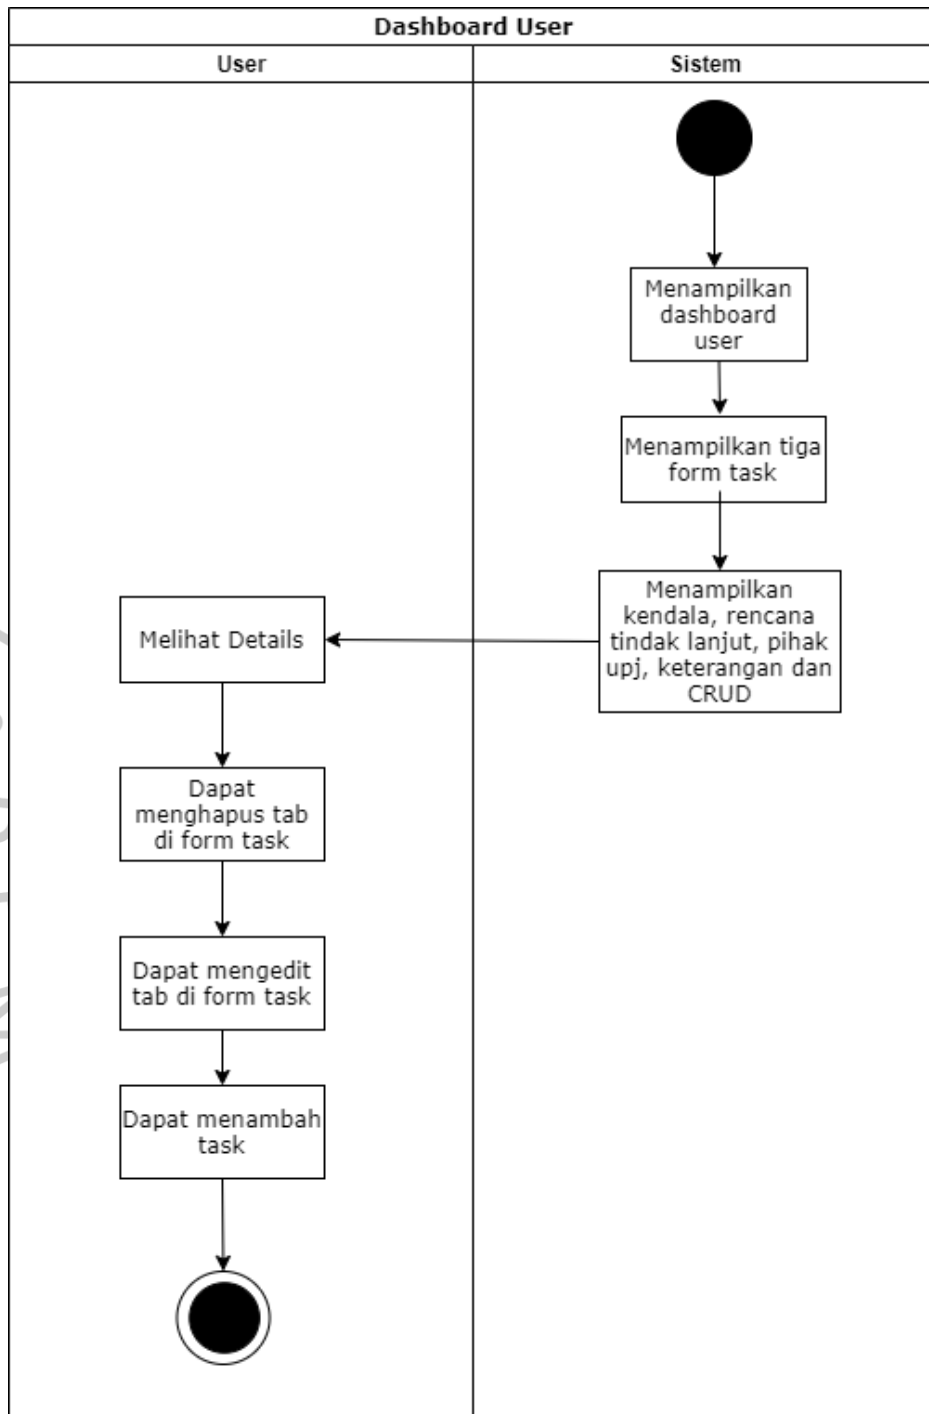 Dashboard User
User
Sistem
Menampilkan
dashboard
user
Menampilkan tiga
form task
Menampilkan
kendala, rencana
tindak lanjut, pihak
upj, keterangan dan
CRUD
Melihat Details
Dapat
menghapus tab
di form task
Dapat mengedit
tab di form task
Dapat menambah
task